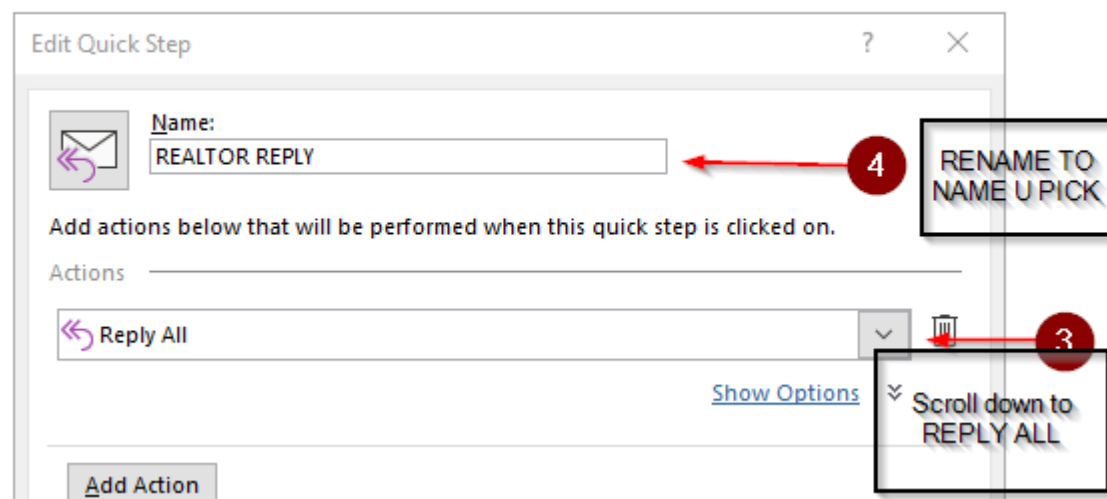 Edit Quick Step ?
Name:
REALTOR REPLY
4
RENAME TO
NAME U PICK
Add actions below that will be performed when this quick step is clicked on.
Actions
Reply All
3
Show Options
Scroll down to
REPLY ALL
Add Action